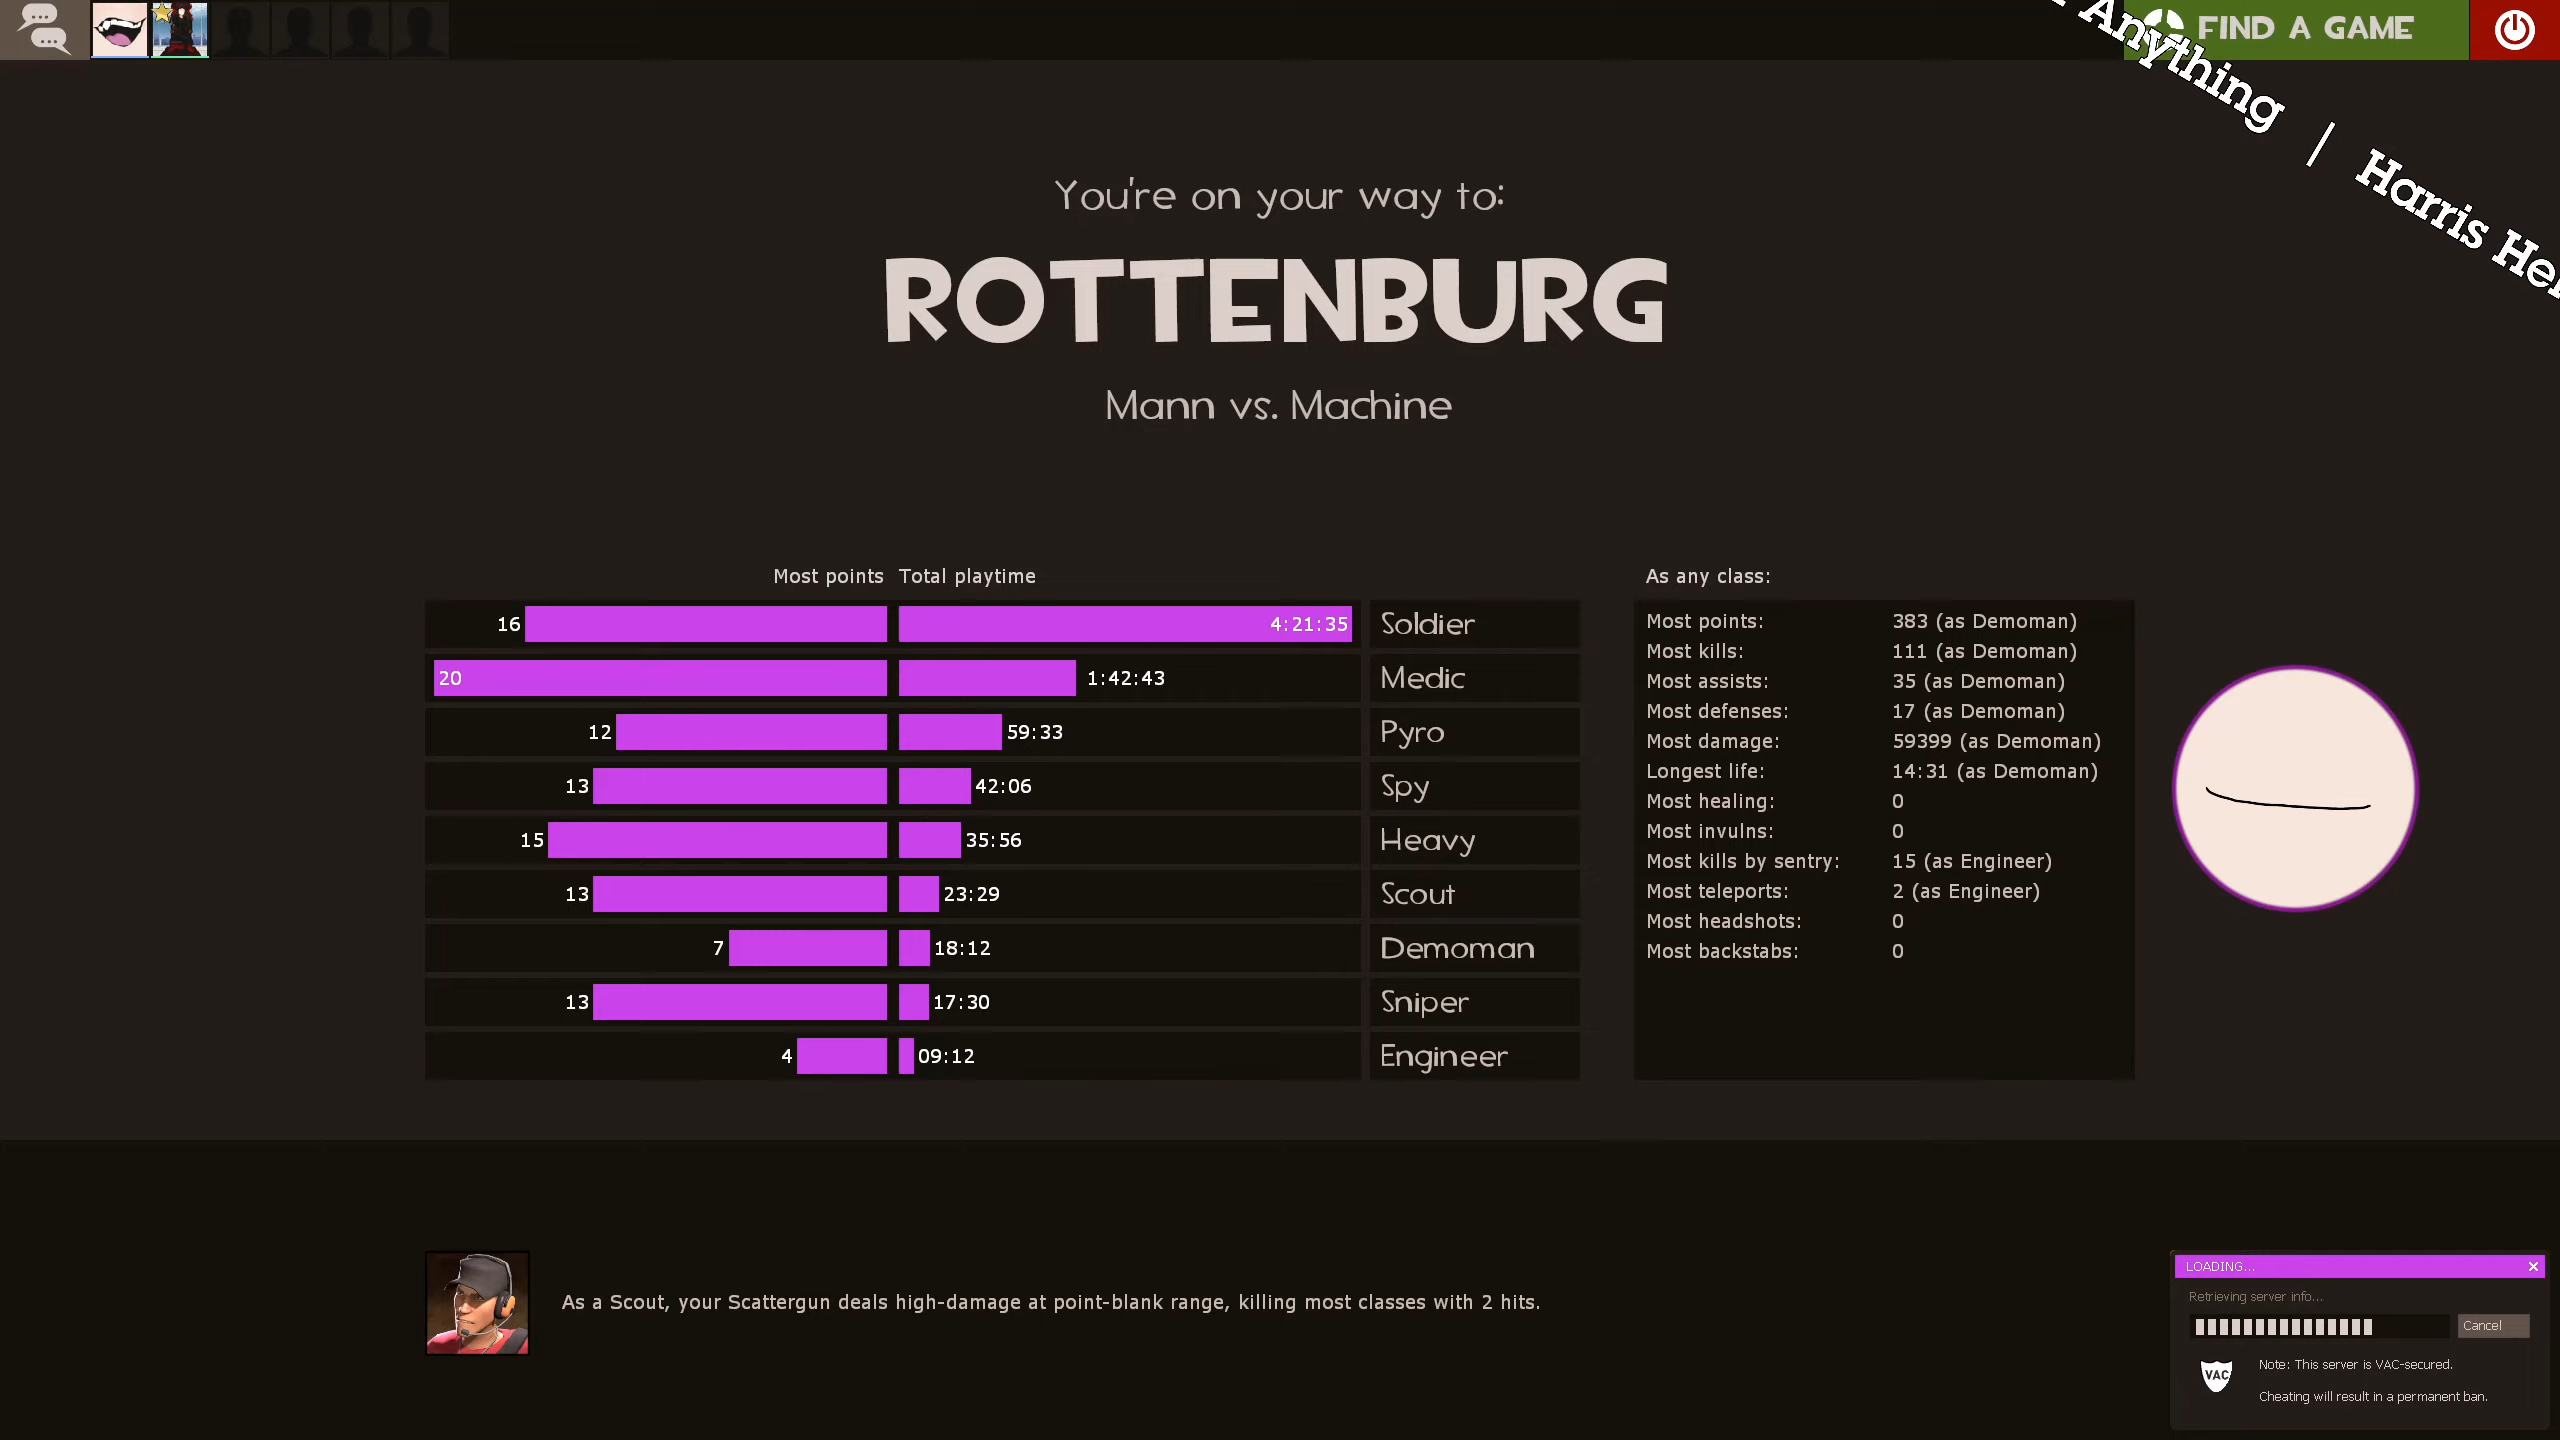 FIND A GAME
Anything | Harris
You're on your way to:
ROTTENBURG
Mann vs. Machine
Most points Total playtime
16 4:21:35 Soldier
20 1:42:43 Medic
12 59:33 Pyro
13 42:06 Spy
15 35:56 Heavy
13 23:29 Scout
7 18:12 Demoman
13 17:30 Sniper
4 09:12 Engineer
As any class:
Most points: 383 (as Demoman)
Most kills: 111 (as Demoman)
Most assists: 35 (as Demoman)
Most defenses: 17 (as Demoman)
Most damage: 59399 (as Demoman)
Longest life: 14:31 (as Demoman)
Most healing: 0
Most invulns: 0
Most kills by sentry: 15 (as Engineer)
Most teleports: 2 (as Engineer)
Most headshots: 0
Most backstabs: 0
As a Scout, your Scattergun deals high-damage at point-blank range, killing most classes with 2 hits.
LOADING...
Retrieving server info...
Cancel
VAC
Note: This server is VAC-secured.
Cheating will result in a permanent ban.